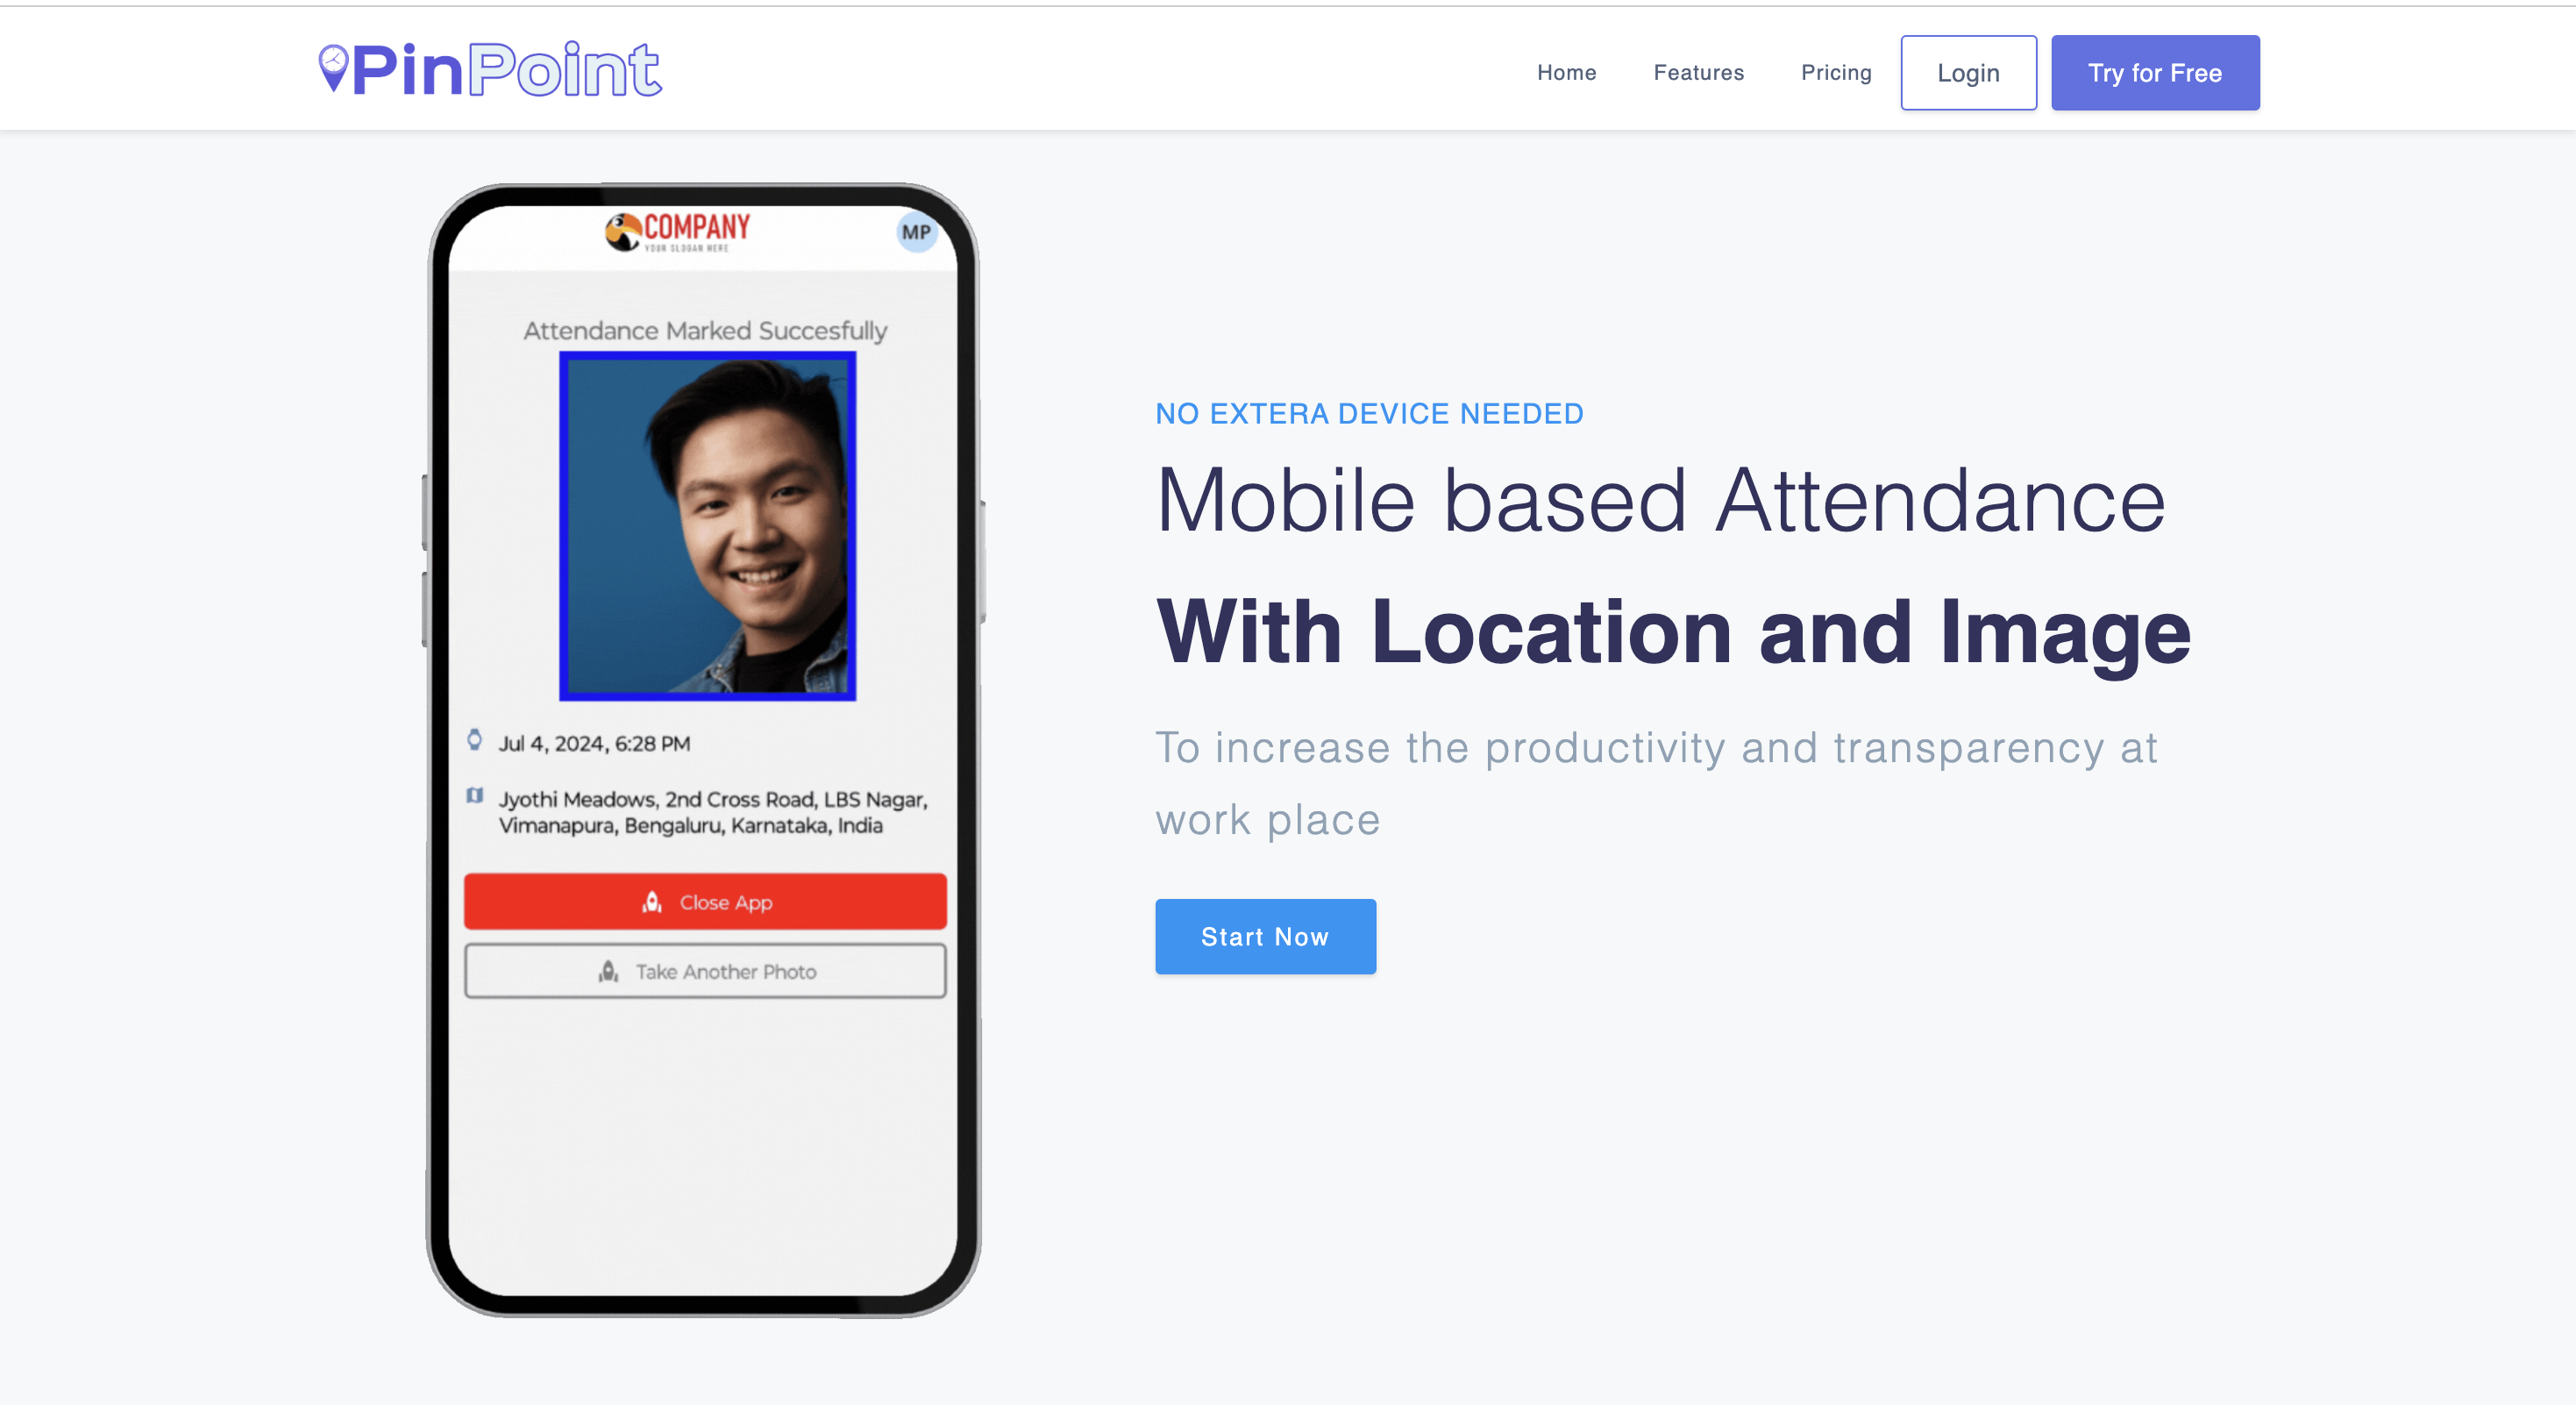 PinPoint
Home Features Pricing Login Try for Free
COMPANY
YOUR SLOGAN HERE
MP
Attendance Marked Succesfully
Jul 4, 2024, 6:28 PM
Jyothi Meadows, 2nd Cross Road, LBS Nagar,
Vimanapura, Bengaluru, Karnataka, India
Close App
Take Another Photo
NO EXTERA DEVICE NEEDED
Mobile based Attendance
With Location and Image
To increase the productivity and transparency at
work place
Start Now